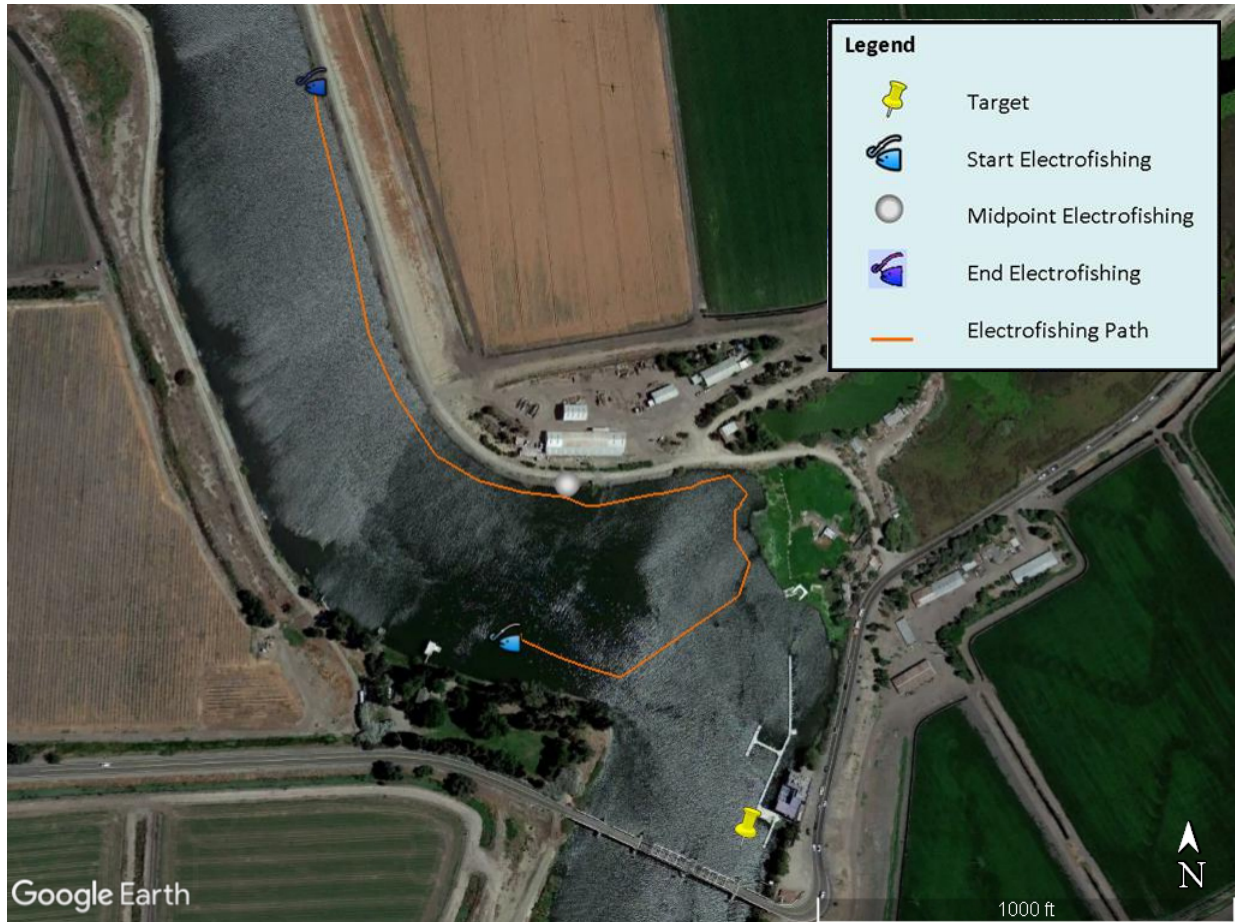 Legend
Target
Start Electrofishing
Midpoint Electrofishing
End Electrofishing
Electrofishing Path
Google Earth
1000 ft
N